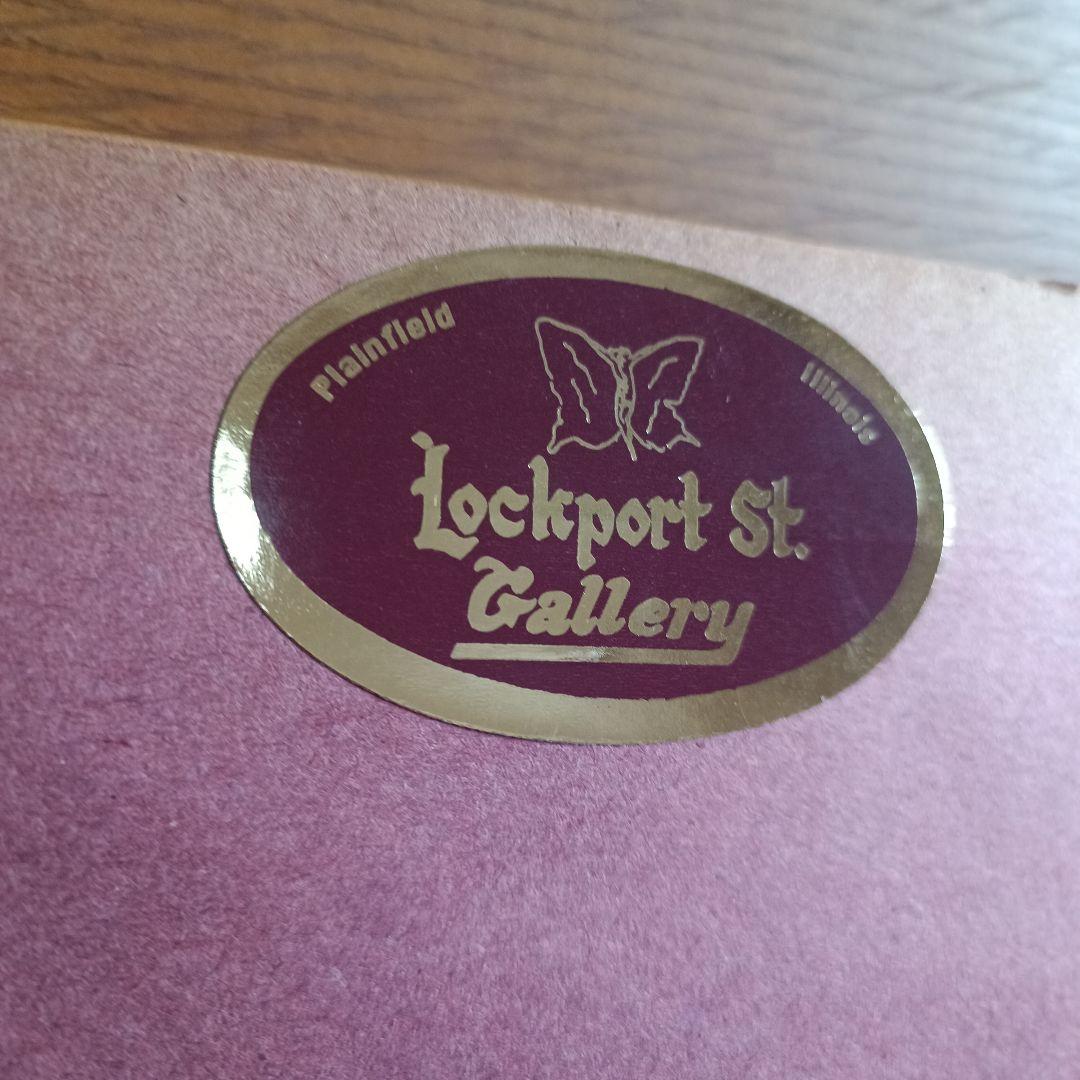 Plainfield
Illinois
Lockport St.
Gallery